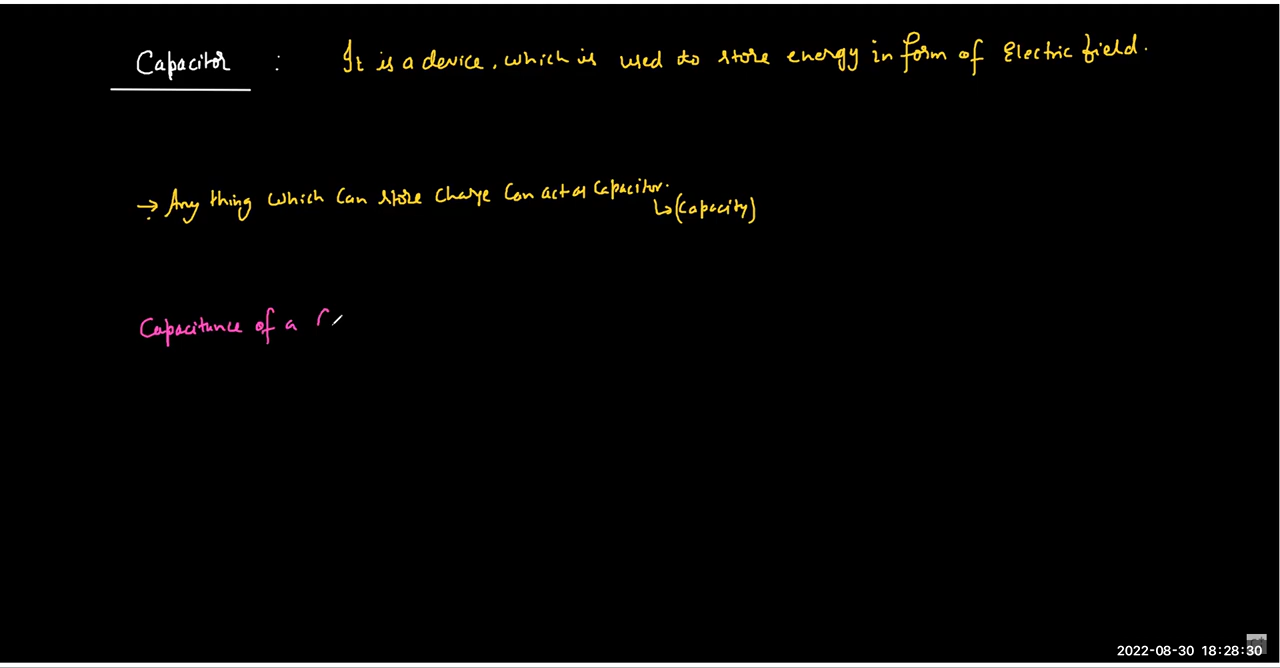 Capacitor : It is a device, which is used to store energy in form of Electric field.
→ Any thing which can store charge can act as capacitor.
↳ (capacity)
Capacitance of a
2022-08-30 18:28:30